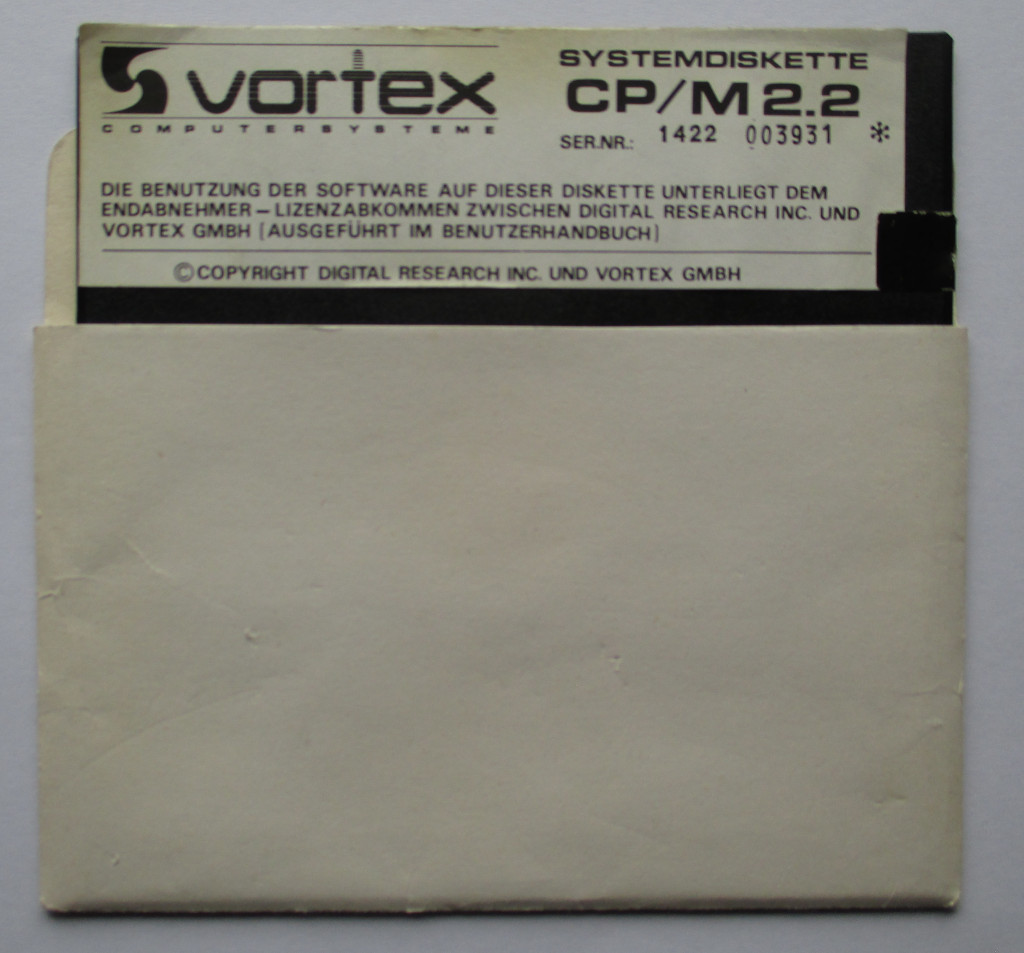 vortex
COMPUTERSYSTEME
SYSTEMDISKETTE
CP/M 2.2
SER.NR.: 1422 003931 *
DIE BENUTZUNG DER SOFTWARE AUF DIESER DISKETTE UNTERLIEGT DEM
ENDABNEHMER – LIZENZABKOMMEN ZWISCHEN DIGITAL RESEARCH INC. UND
VORTEX GMBH (AUSGEFÜHRT IM BENUTZERHANDBUCH)
©COPYRIGHT DIGITAL RESEARCH INC. UND VORTEX GMBH